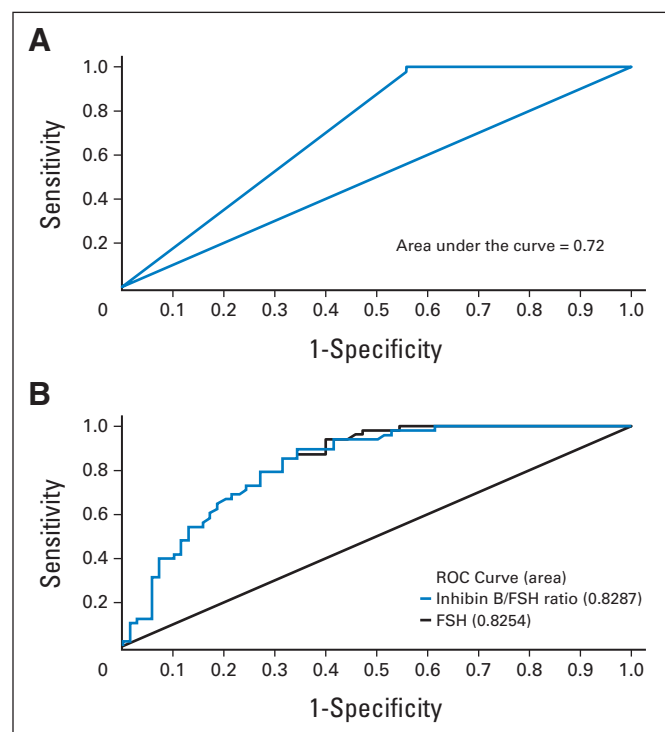 A
1.0
0.8
0.6
0.4
0.2
Sensitivity
Area under the curve = 0.72
0 0.1 0.2 0.3 0.4 0.5 0.6 0.7 0.8 0.9 1.0
1-Specificity
B
1.0
0.8
0.6
0.4
0.2
Sensitivity
ROC Curve (area)
Inhibin B/FSH ratio (0.8287)
FSH (0.8254)
0 0.1 0.2 0.3 0.4 0.5 0.6 0.7 0.8 0.9 1.0
1-Specificity